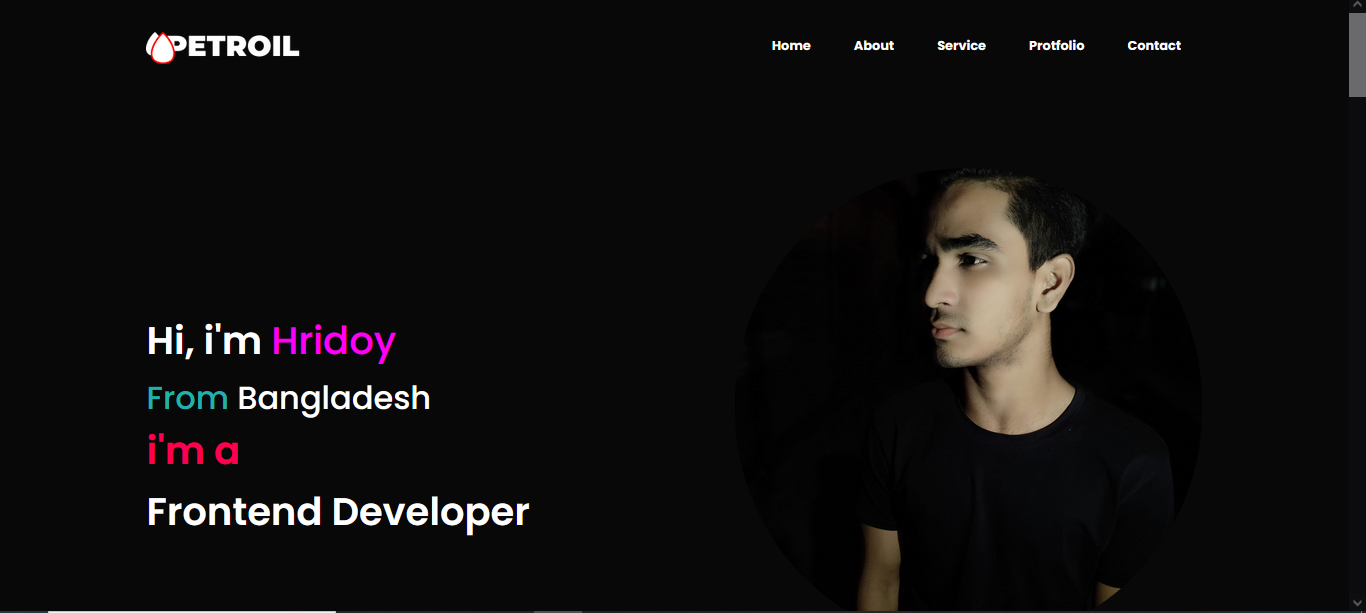 PETROIL
Home About Service Protfolio Contact
Hi, i'm Hridoy
From Bangladesh
i'm a
Frontend Developer